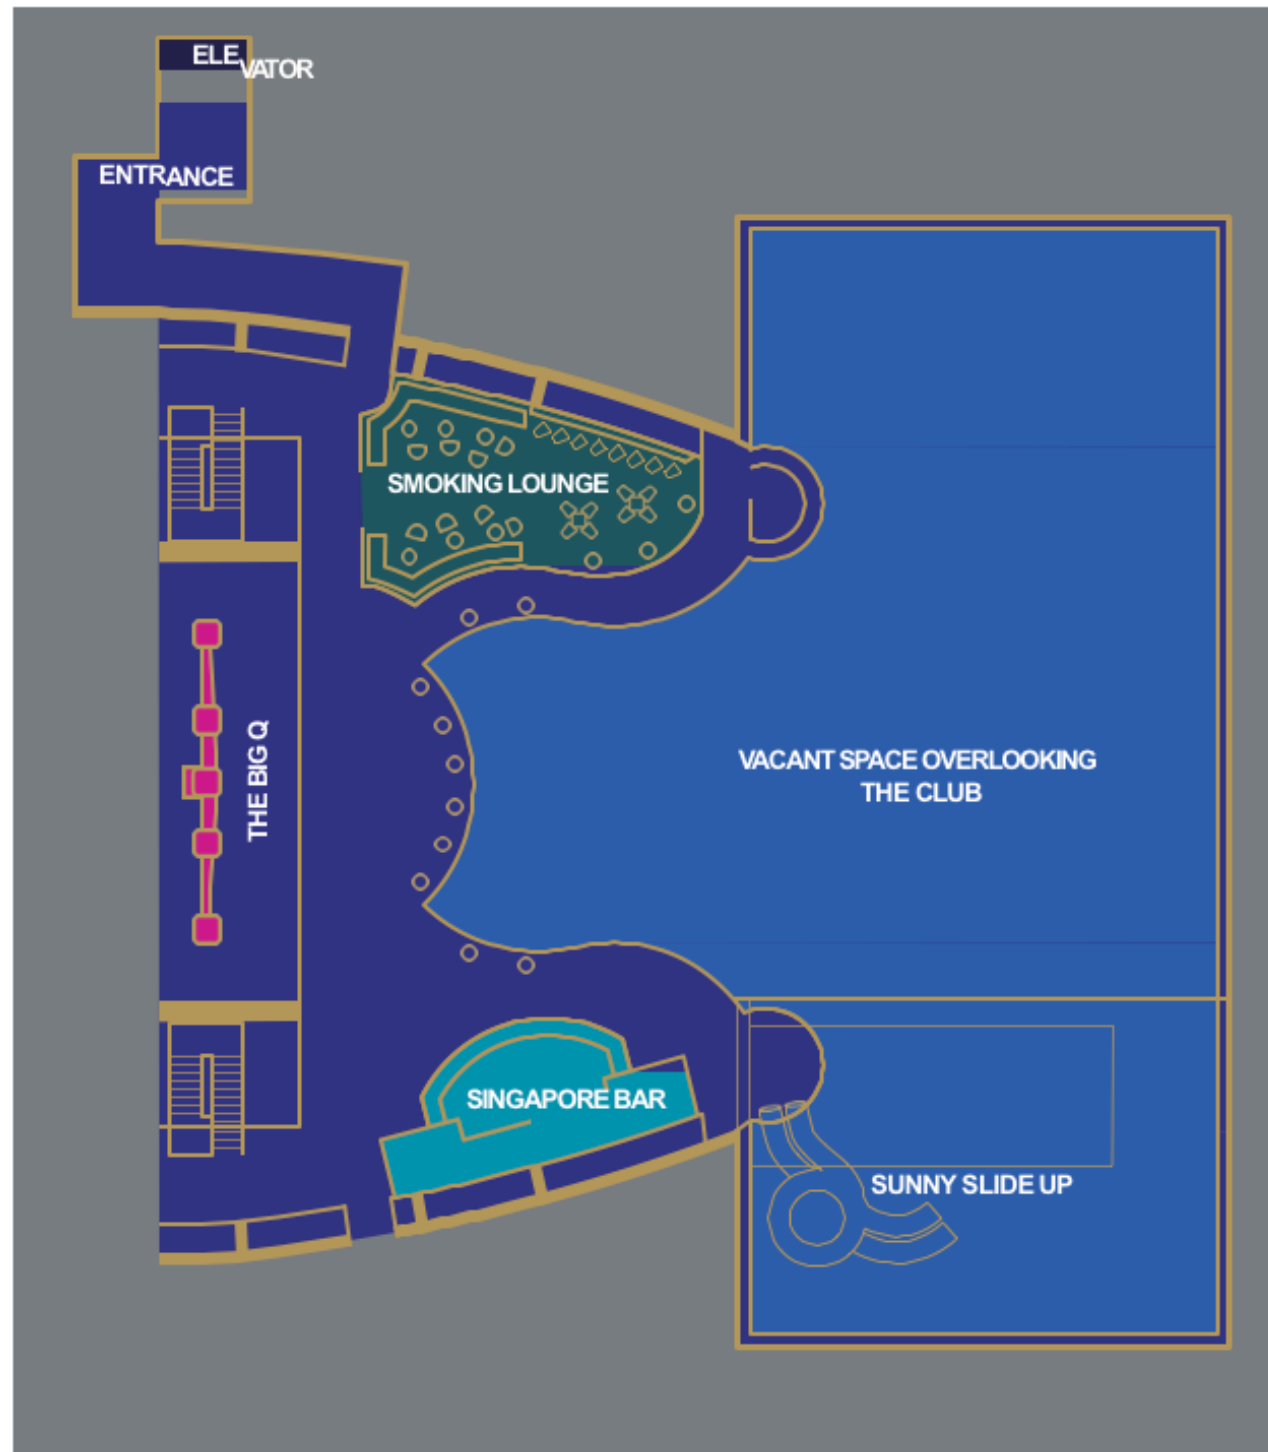 ELEVATOR
ENTRANCE
SMOKING LOUNGE
THE BIG Q
VACANT SPACE OVERLOOKING
THE CLUB
SINGAPORE BAR
SUNNY SLIDE UP